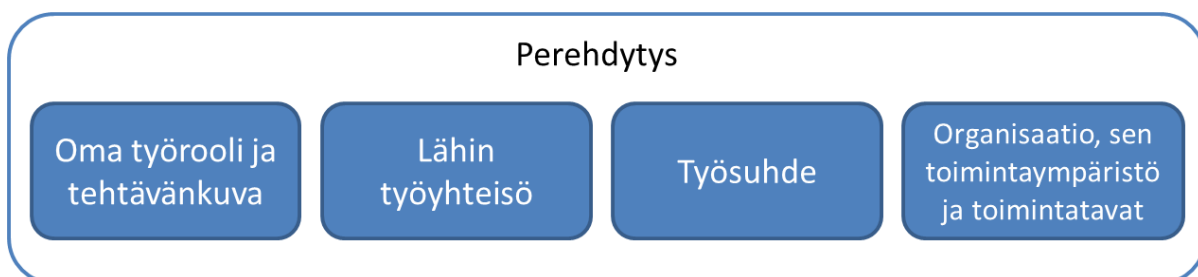 Perehdytys
Oma työrooli ja
tehtävänkuva
Lähin
työyhteisö
Työsuhde
Organisaatio, sen
toimintaympäristö
ja toimintatavat